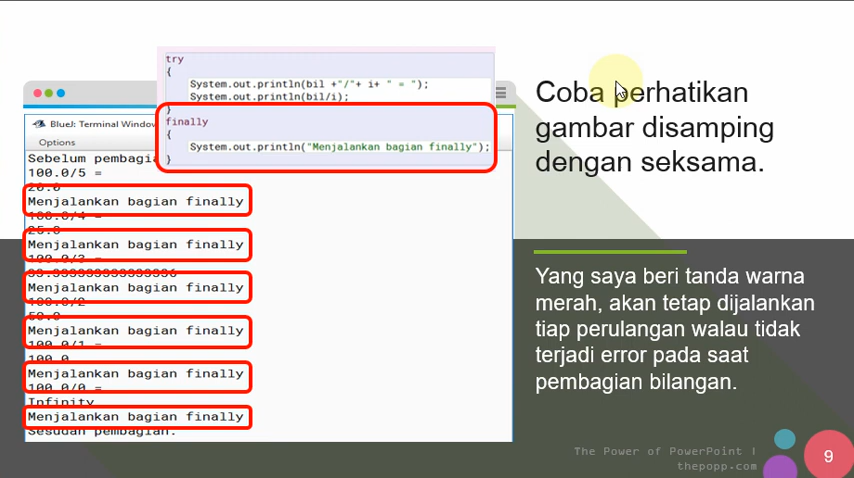 try
{
System.out.println(bil +"/"+ i+ " = ");
System.out.println(bil/i);
}
finally
{
System.out.println("Menjalankan bagian finally");
}
BlueJ: Terminal Window
Options
Sebelum pembagia
100.0/5 =
20.0
Menjalankan bagian finally
100.0/4 =
25.0
Menjalankan bagian finally
100.0/3 =
Menjalankan bagian finally
100.0/2
50.0
Menjalankan bagian finally
100.0/1 =
100.0
Menjalankan bagian finally
100.0/0 =
Infinity
Menjalankan bagian finally
Sesudah pembagian.
Coba perhatikan
gambar disamping
dengan seksama.
Yang saya beri tanda warna
merah, akan tetap dijalankan
tiap perulangan walau tidak
terjadi error pada saat
pembagian bilangan.
The Power of PowerPoint |
thepopp.com
9